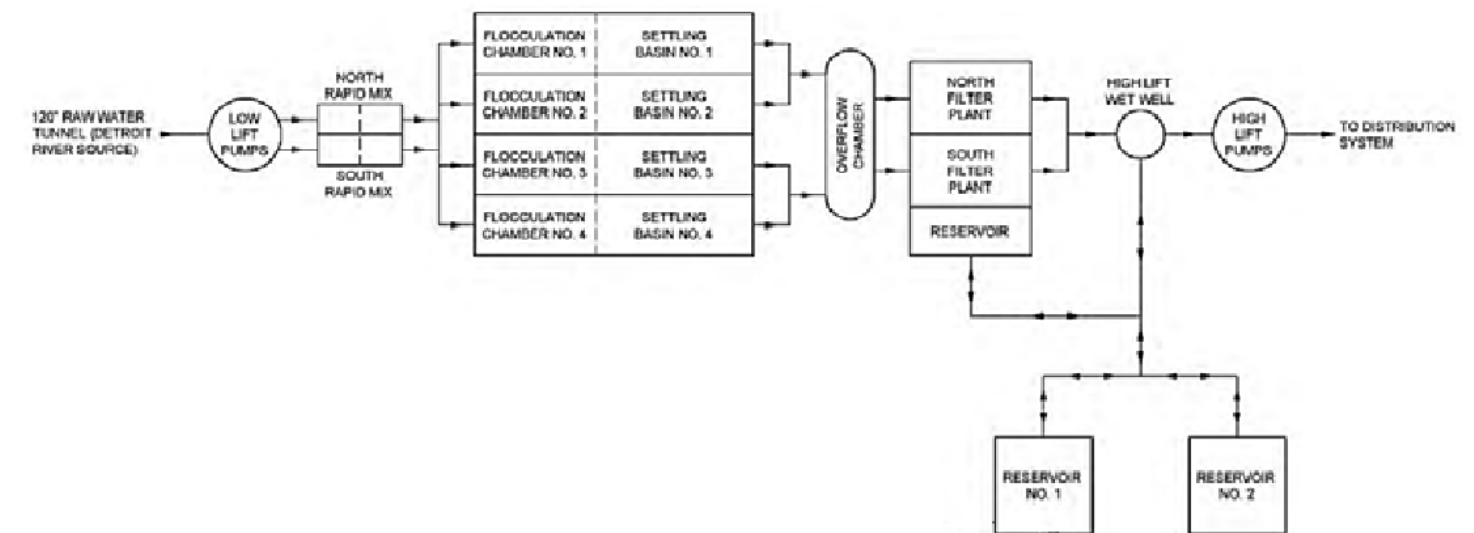 120" RAW WATER
TUNNEL (DETROIT
RIVER SOURCE)
LOW
LIFT
PUMPS
NORTH
RAPID MIX
SOUTH
RAPID MIX
FLOCCULATION
CHAMBER NO. 1
SETTLING
BASIN NO. 1
FLOCCULATION
CHAMBER NO. 2
SETTLING
BASIN NO. 2
FLOCCULATION
CHAMBER NO. 3
SETTLING
BASIN NO. 3
FLOCCULATION
CHAMBER NO. 4
SETTLING
BASIN NO. 4
OVERFLOW
CHAMBER
NORTH
FILTER
PLANT
SOUTH
FILTER
PLANT
RESERVOIR
HIGH LIFT
WET WELL
HIGH
LIFT
PUMPS
TO DISTRIBUTION
SYSTEM
RESERVOIR
NO. 1
RESERVOIR
NO. 2